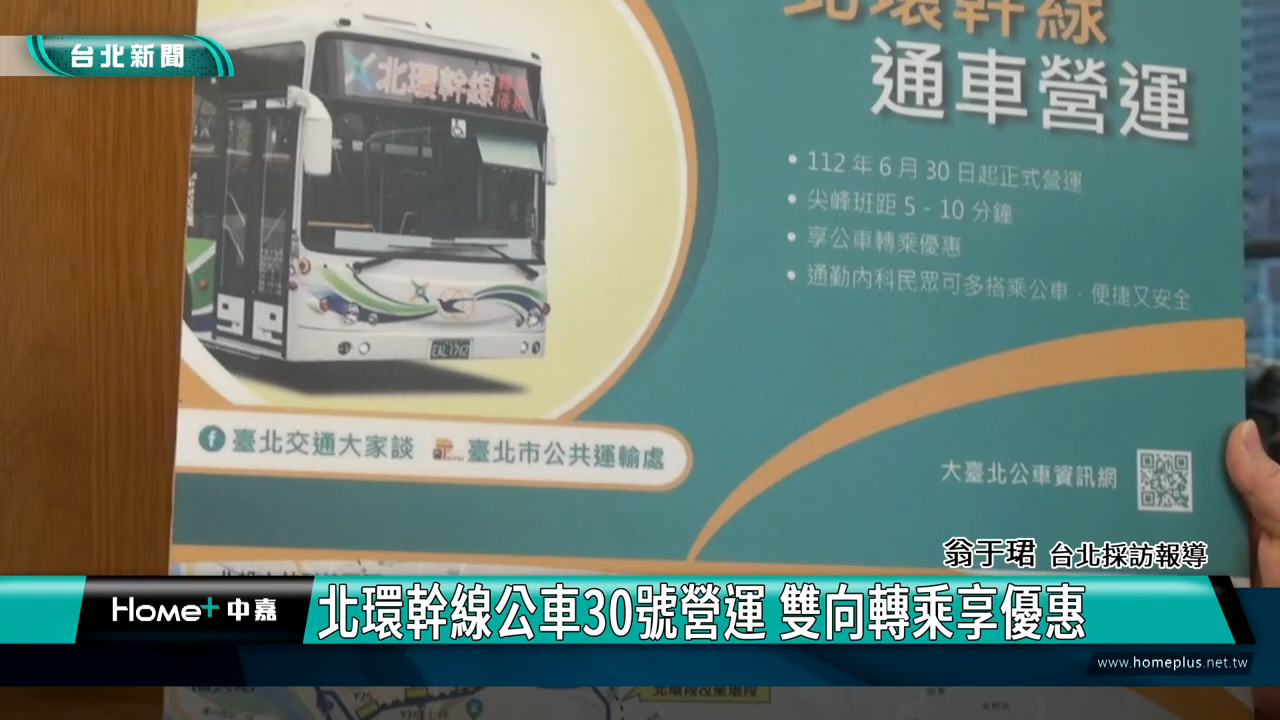 台北新聞
北環幹線
通車營運
北環幹線
• 112年6月30日起正式營運
• 尖峰班距5-10分鐘
• 享公車轉乘優惠
• 通勤內科民眾可多搭乘公車、便捷又安全
臺北交通大家談
臺北市公共運輸處
大臺北公車資訊網
翁于珺 台北採訪報導
Home+中嘉
北環幹線公車30號營運 雙向轉乘享優惠
www.homeplus.net.tw
Y25